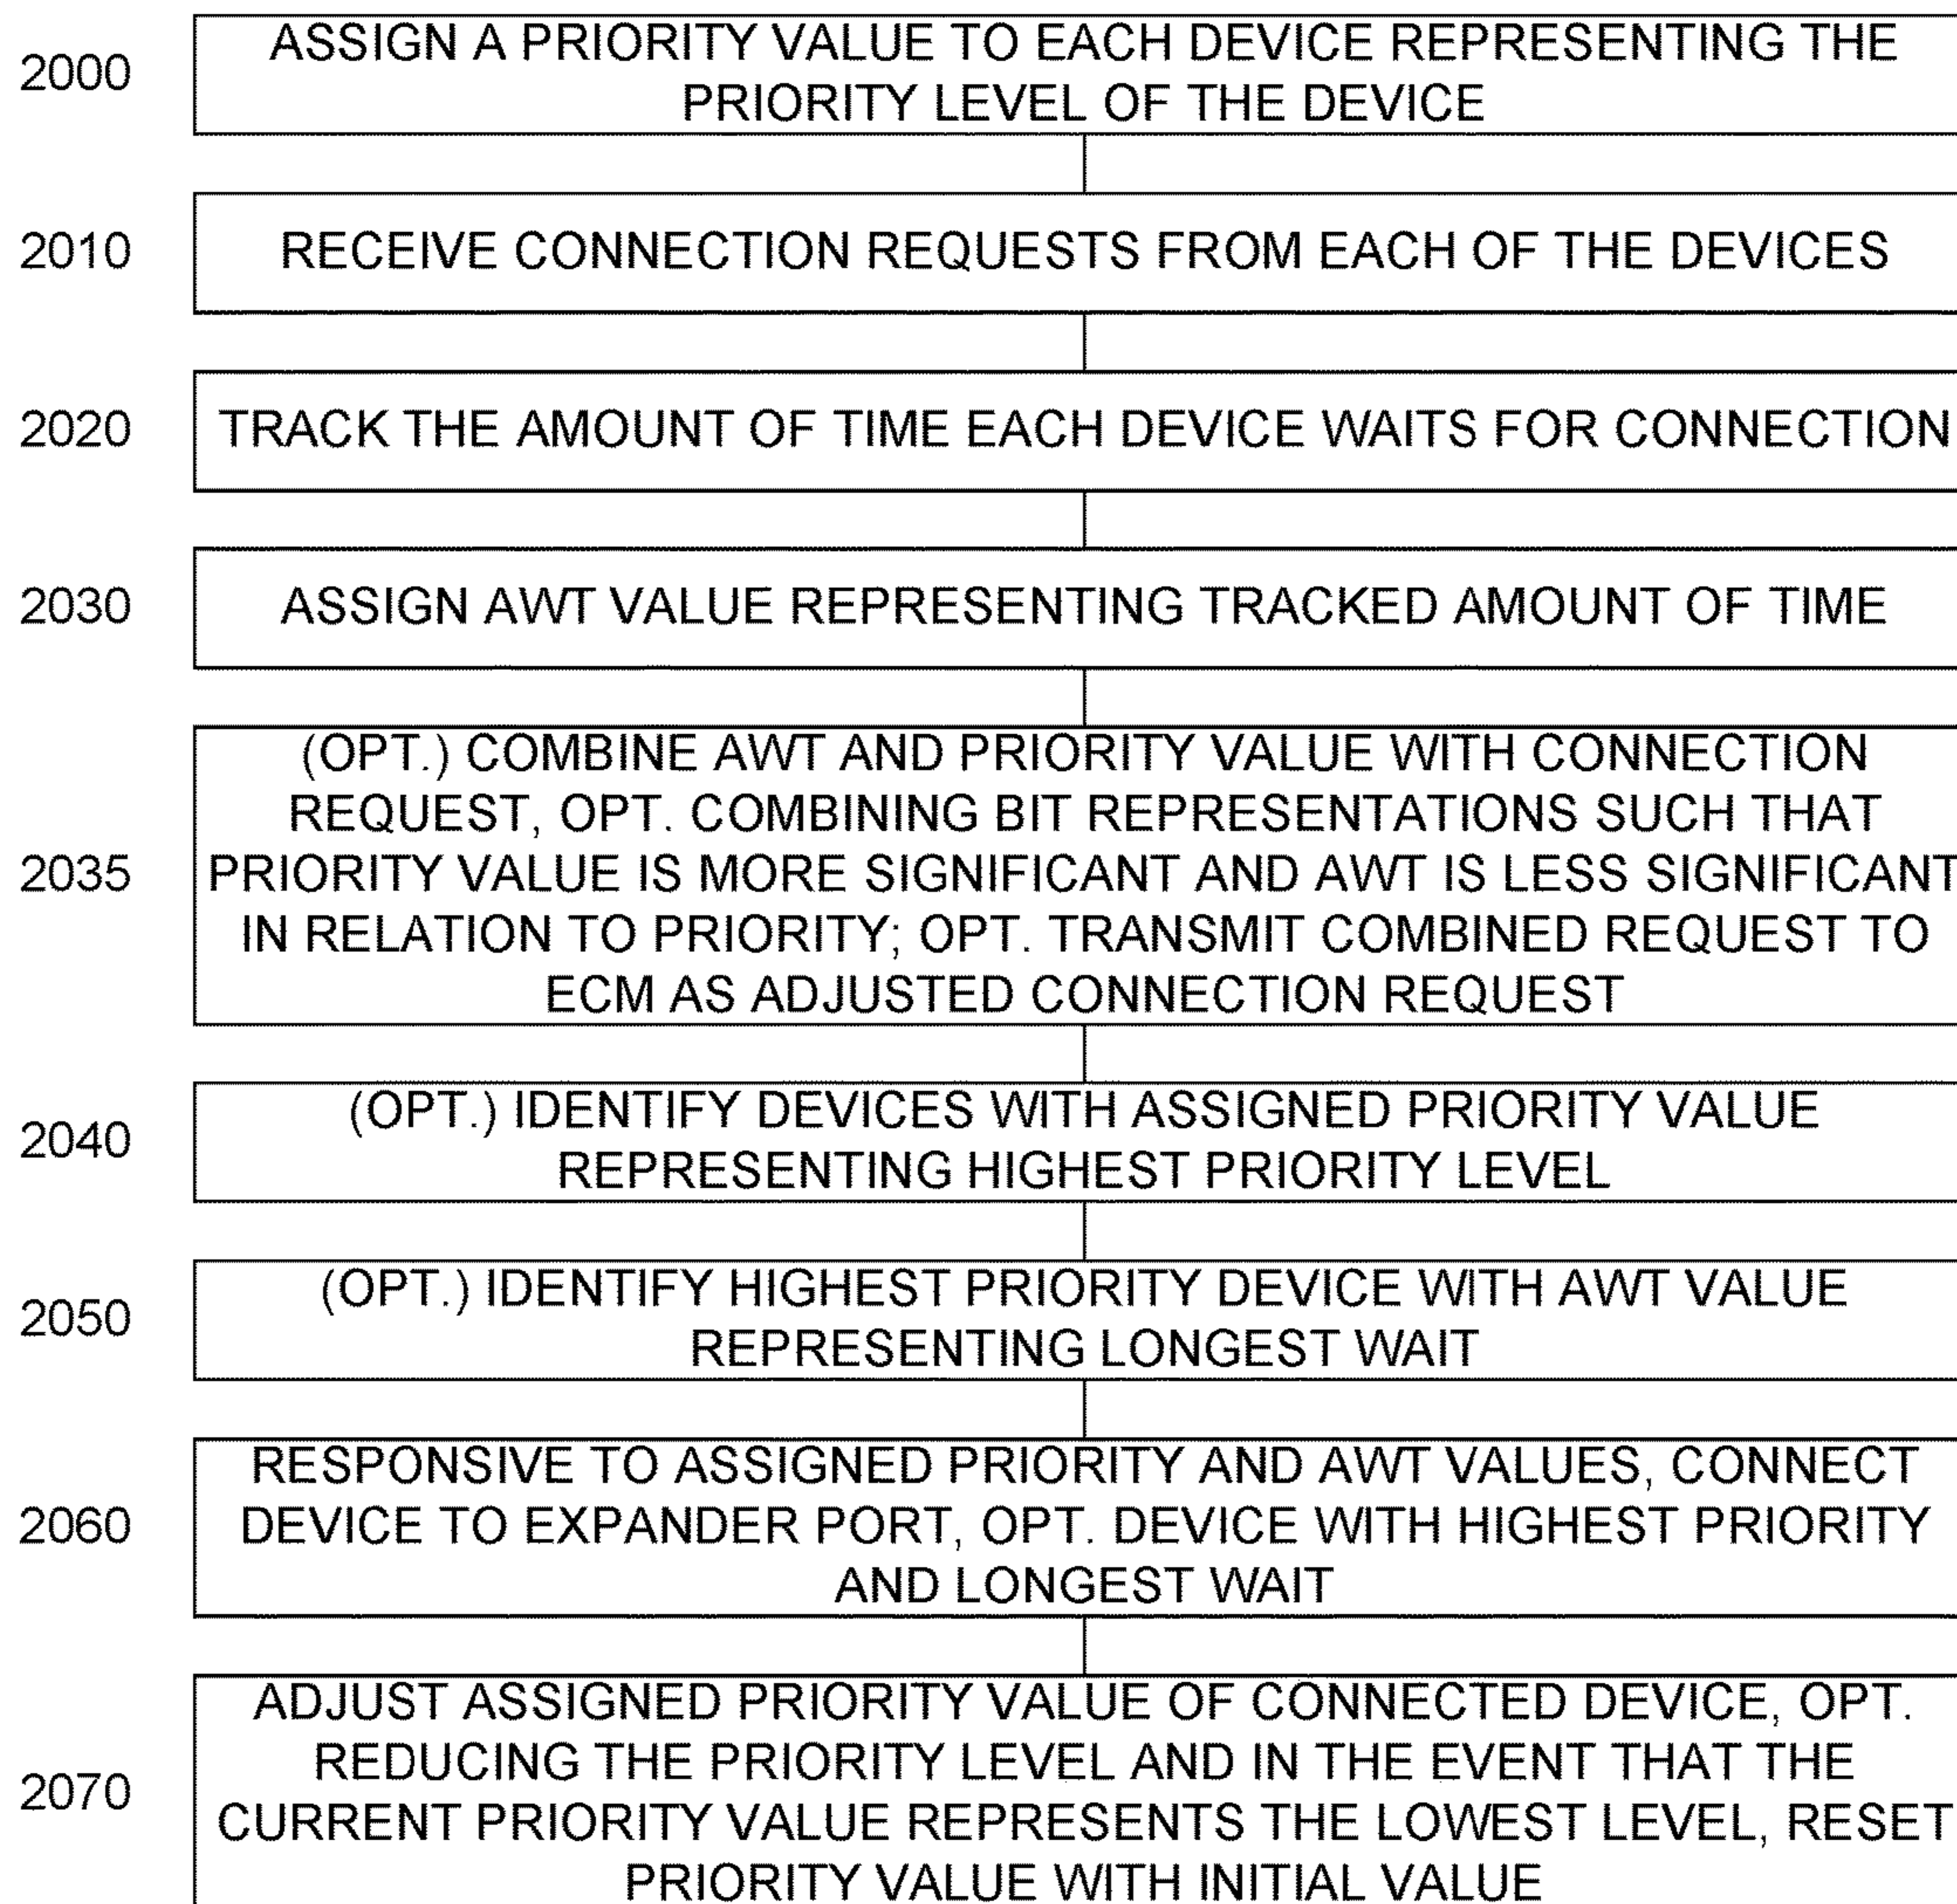 2000
ASSIGN A PRIORITY VALUE TO EACH DEVICE REPRESENTING THE
PRIORITY LEVEL OF THE DEVICE
2010
RECEIVE CONNECTION REQUESTS FROM EACH OF THE DEVICES
2020
TRACK THE AMOUNT OF TIME EACH DEVICE WAITS FOR CONNECTION
2030
ASSIGN AWT VALUE REPRESENTING TRACKED AMOUNT OF TIME
2035
(OPT.) COMBINE AWT AND PRIORITY VALUE WITH CONNECTION
REQUEST, OPT. COMBINING BIT REPRESENTATIONS SUCH THAT
PRIORITY VALUE IS MORE SIGNIFICANT AND AWT IS LESS SIGNIFICANT
IN RELATION TO PRIORITY; OPT. TRANSMIT COMBINED REQUEST TO
ECM AS ADJUSTED CONNECTION REQUEST
2040
(OPT.) IDENTIFY DEVICES WITH ASSIGNED PRIORITY VALUE
REPRESENTING HIGHEST PRIORITY LEVEL
2050
(OPT.) IDENTIFY HIGHEST PRIORITY DEVICE WITH AWT VALUE
REPRESENTING LONGEST WAIT
2060
RESPONSIVE TO ASSIGNED PRIORITY AND AWT VALUES, CONNECT
DEVICE TO EXPANDER PORT, OPT. DEVICE WITH HIGHEST PRIORITY
AND LONGEST WAIT
2070
ADJUST ASSIGNED PRIORITY VALUE OF CONNECTED DEVICE, OPT.
REDUCING THE PRIORITY LEVEL AND IN THE EVENT THAT THE
CURRENT PRIORITY VALUE REPRESENTS THE LOWEST LEVEL, RESET
PRIORITY VALUE WITH INITIAL VALUE